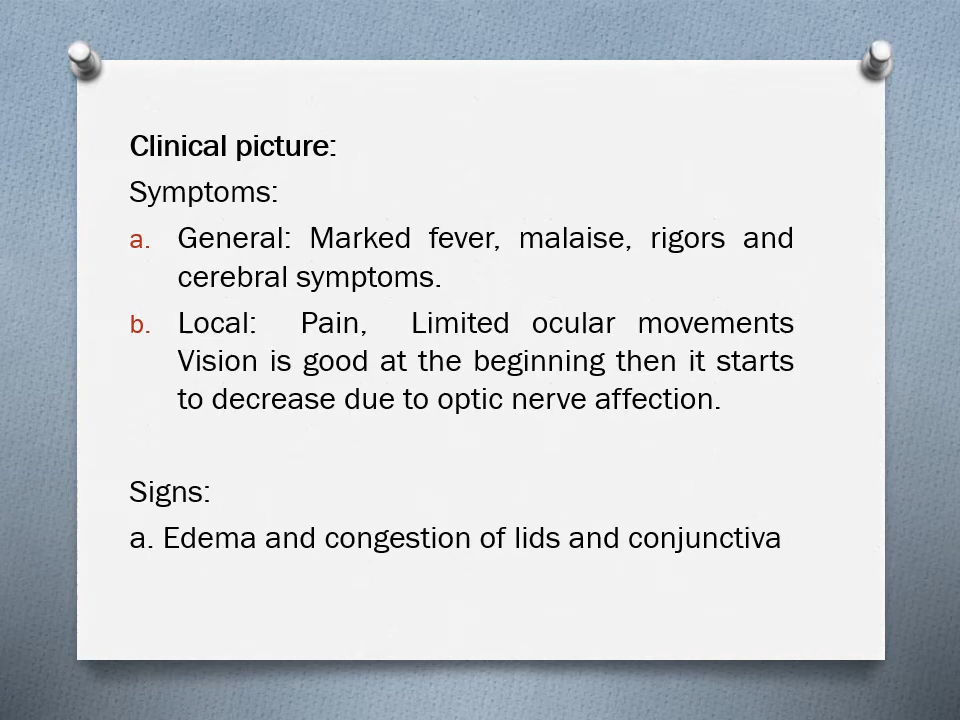 Clinical picture:
Symptoms:
a. General: Marked fever, malaise, rigors and
cerebral symptoms.
b. Local: Pain, Limited ocular movements
Vision is good at the beginning then it starts
to decrease due to optic nerve affection.
Signs:
a. Edema and congestion of lids and conjunctiva